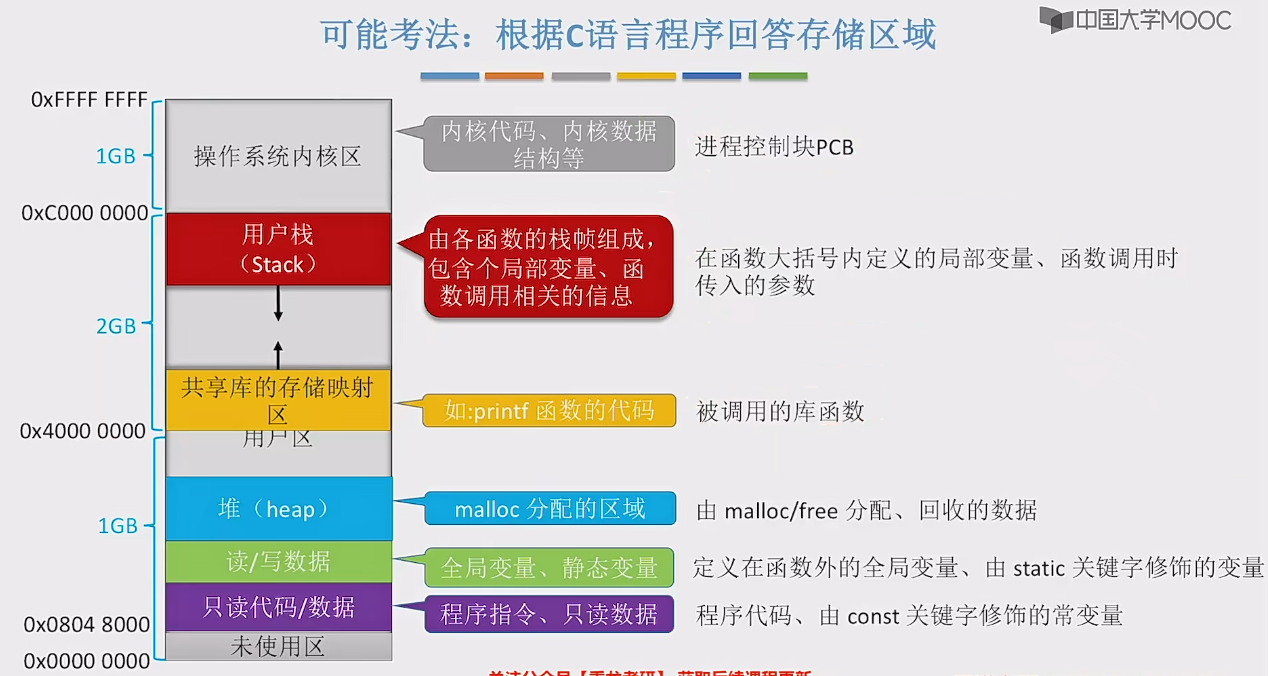 可能考法：根据C语言程序回答存储区域
中国大学MOOC
0xFFFF FFFF
1GB
操作系统内核区
内核代码、内核数据
结构等
进程控制块PCB
0xC000 0000
用户栈
（Stack）
由各函数的栈帧组成，
包含个局部变量、函
数调用相关的信息
在函数大括号内定义的局部变量、函数调用时
传入的参数
2GB
共享库的存储映射
区
如:printf 函数的代码
被调用的库函数
0x4000 0000
用户区
堆（heap）
malloc 分配的区域
由 malloc/free 分配、回收的数据
1GB
读/写数据
全局变量、静态变量
定义在函数外的全局变量、由 static 关键字修饰的变量
只读代码/数据
程序指令、只读数据
程序代码、由 const 关键字修饰的常变量
0x0804 8000
未使用区
0x0000 0000